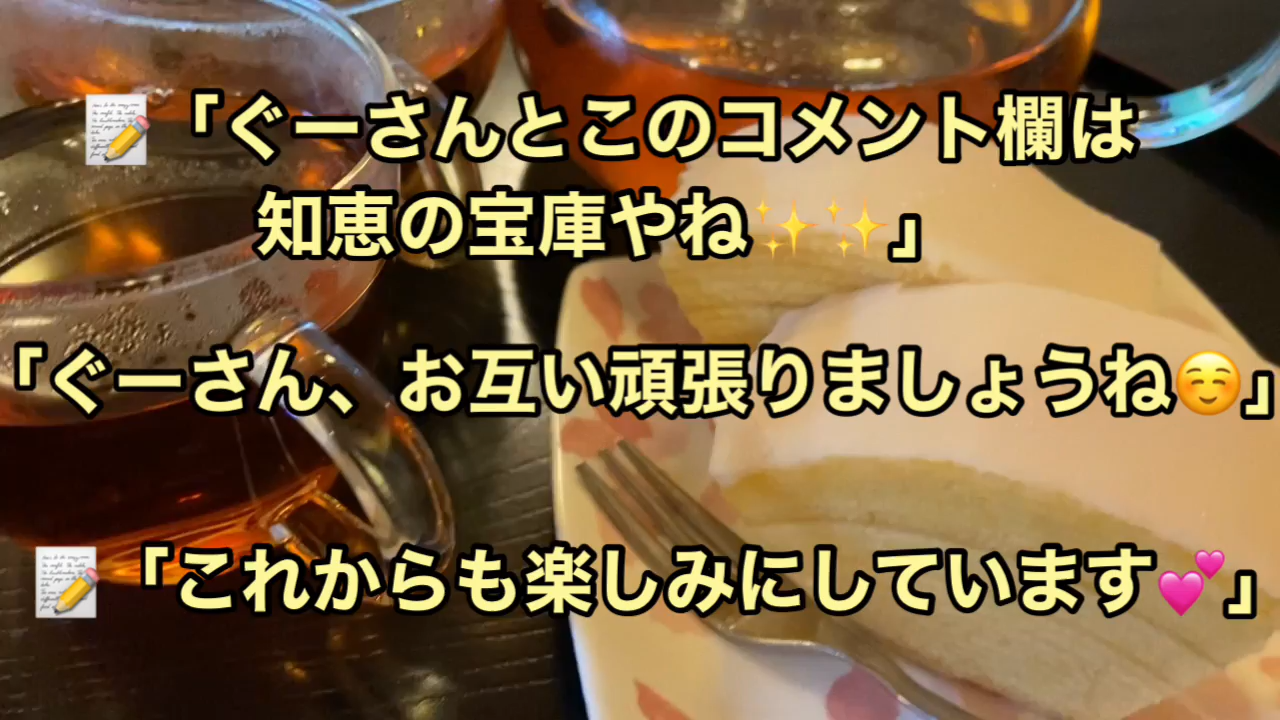 📝「ぐーさんとこのコメント欄は
知恵の宝庫やね✨✨」
「ぐーさん、お互い頑張りましょうね☺️」
📝「これからも楽しみにしています💕」